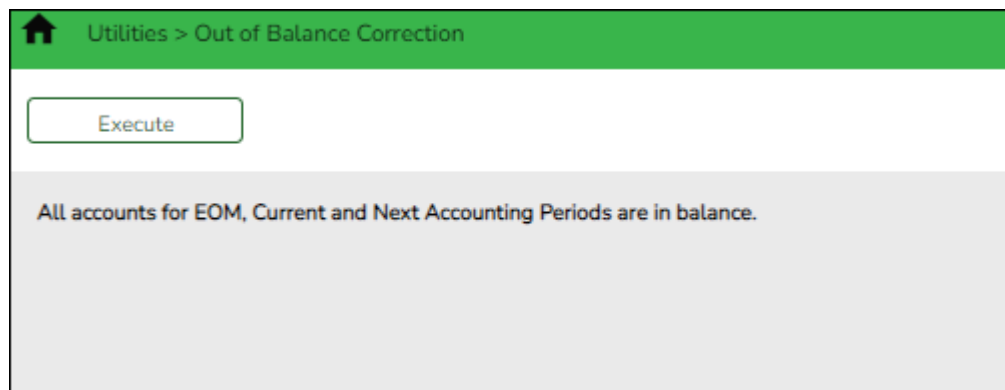 Utilities > Out of Balance Correction
Execute
All accounts for EOM, Current and Next Accounting Periods are in balance.